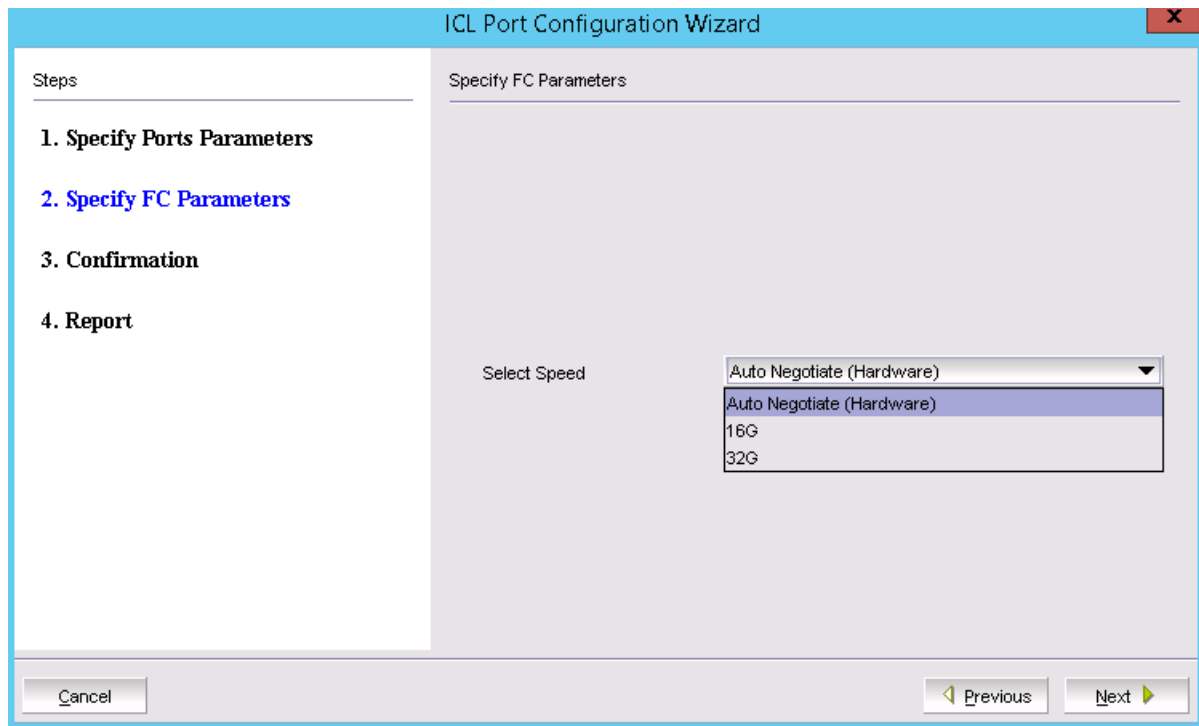 ICL Port Configuration Wizard
x
Steps
1. Specify Ports Parameters
2. Specify FC Parameters
3. Confirmation
4. Report
Specify FC Parameters
Select Speed
Auto Negotiate (Hardware)
Auto Negotiate (Hardware)
16G
32G
Cancel
Previous
Next